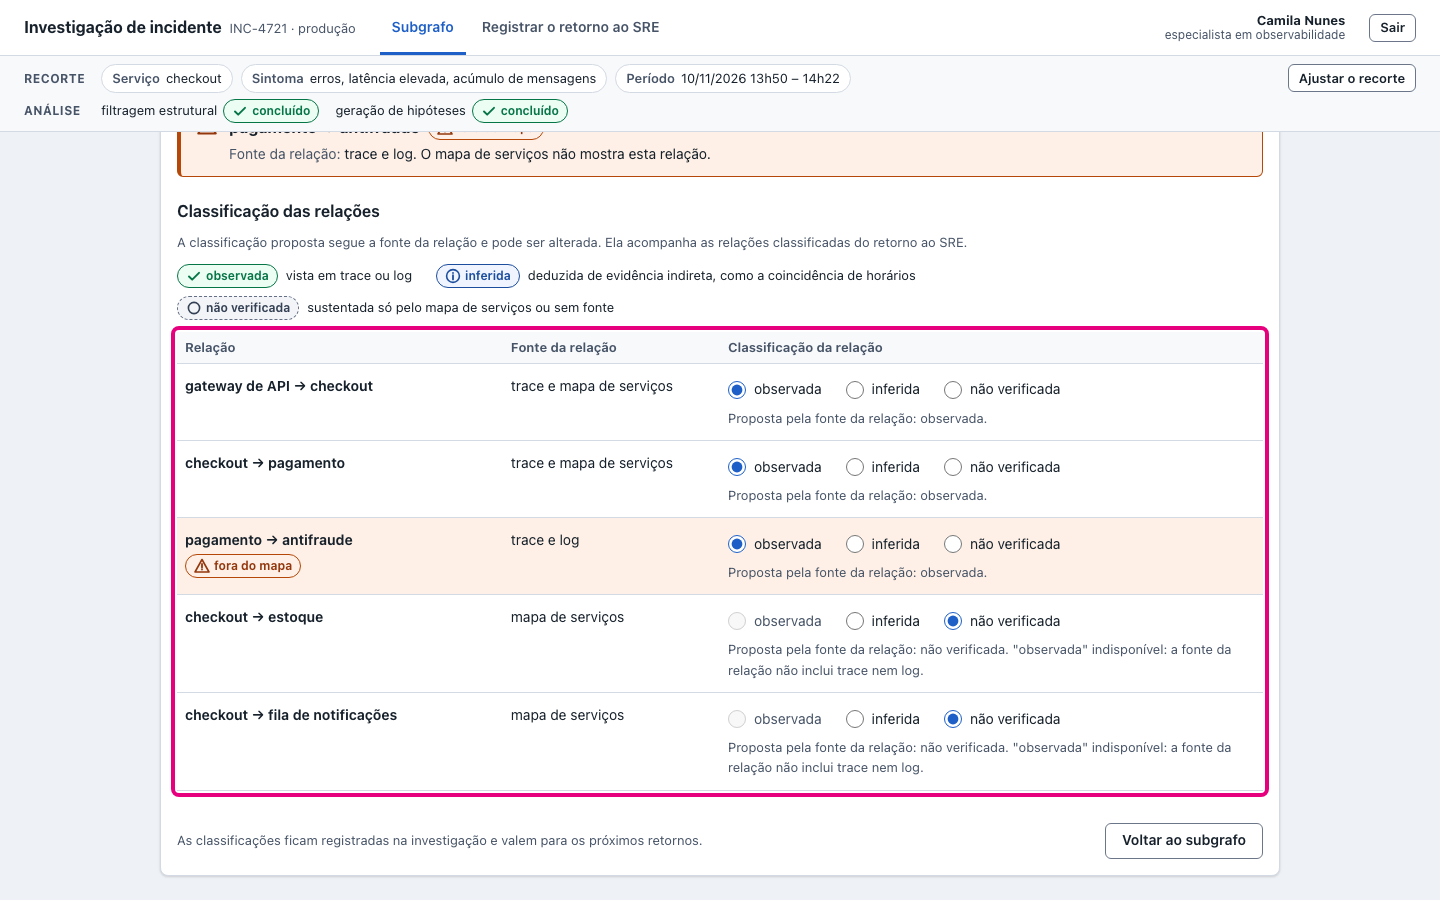 Investigação de incidente INC-4721 · produção Subgrafo Registrar o retorno ao SRE Camila Nunes
especialista em observabilidade Sair
RECORTE Serviço checkout Sintoma erros, latência elevada, acúmulo de mensagens Período 10/11/2026 13h50 – 14h22 Ajustar o recorte
ANÁLISE filtragem estrutural concluído geração de hipóteses concluído
Fonte da relação: trace e log. O mapa de serviços não mostra esta relação.
Classificação das relações
A classificação proposta segue a fonte da relação e pode ser alterada. Ela acompanha as relações classificadas do retorno ao SRE.
observada vista em trace ou log inferida deduzida de evidência indireta, como a coincidência de horários
não verificada sustentada só pelo mapa de serviços ou sem fonte
Relação Fonte da relação Classificação da relação
gateway de API → checkout trace e mapa de serviços observada inferida não verificada
Proposta pela fonte da relação: observada.
checkout → pagamento trace e mapa de serviços observada inferida não verificada
Proposta pela fonte da relação: observada.
pagamento → antifraude trace e log observada inferida não verificada
fora do mapa Proposta pela fonte da relação: observada.
checkout → estoque mapa de serviços observada inferida não verificada
Proposta pela fonte da relação: não verificada. "observada" indisponível: a fonte da
relação não inclui trace nem log.
checkout → fila de notificações mapa de serviços observada inferida não verificada
Proposta pela fonte da relação: não verificada. "observada" indisponível: a fonte da
relação não inclui trace nem log.
As classificações ficam registradas na investigação e valem para os próximos retornos. Voltar ao subgrafo